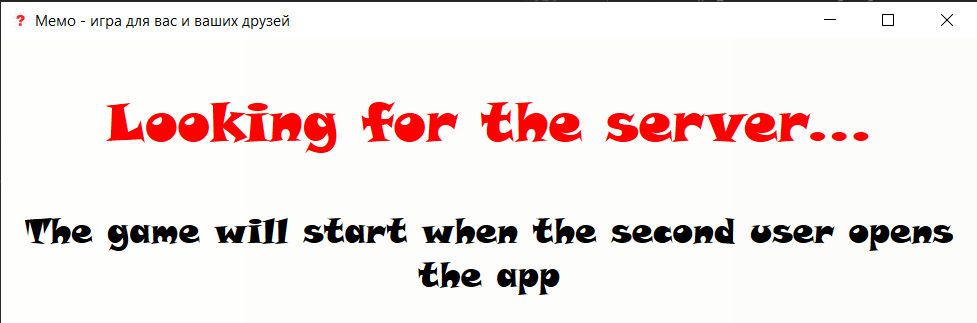 Мемо - игра для вас и ваших друзей
Looking for the server...
The game will start when the second user opens
the app